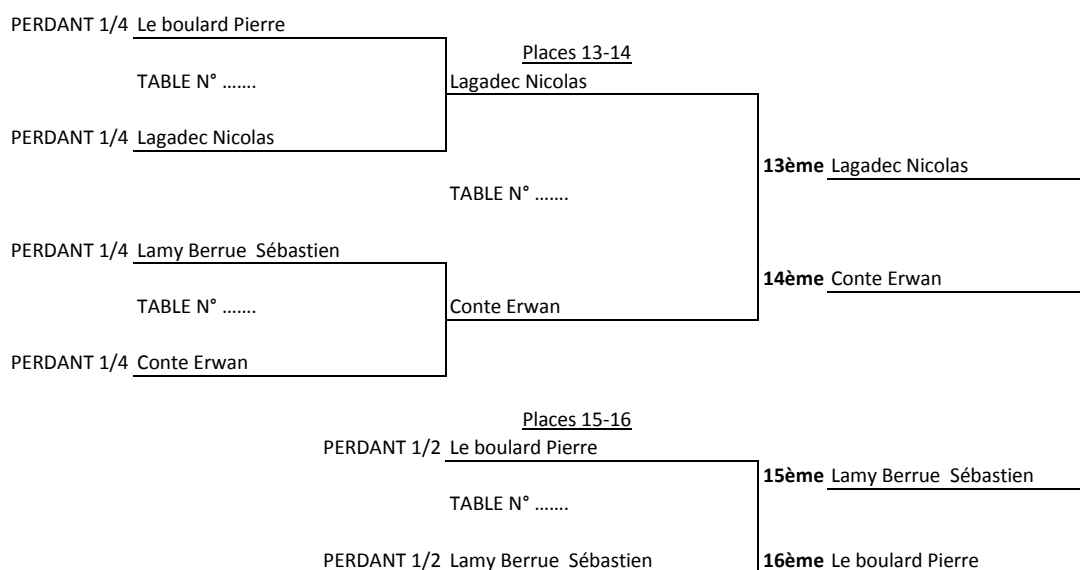 PERDANT 1/4 Le boulard Pierre
Places 13-14
TABLE N° ....... Lagadec Nicolas
PERDANT 1/4 Lagadec Nicolas
13ème Lagadec Nicolas
TABLE N° .......
PERDANT 1/4 Lamy Berrue  Sébastien
14ème Conte Erwan
TABLE N° ....... Conte Erwan
PERDANT 1/4 Conte Erwan
Places 15-16
PERDANT 1/2 Le boulard Pierre
15ème Lamy Berrue  Sébastien
TABLE N° .......
PERDANT 1/2 Lamy Berrue  Sébastien 16ème Le boulard Pierre